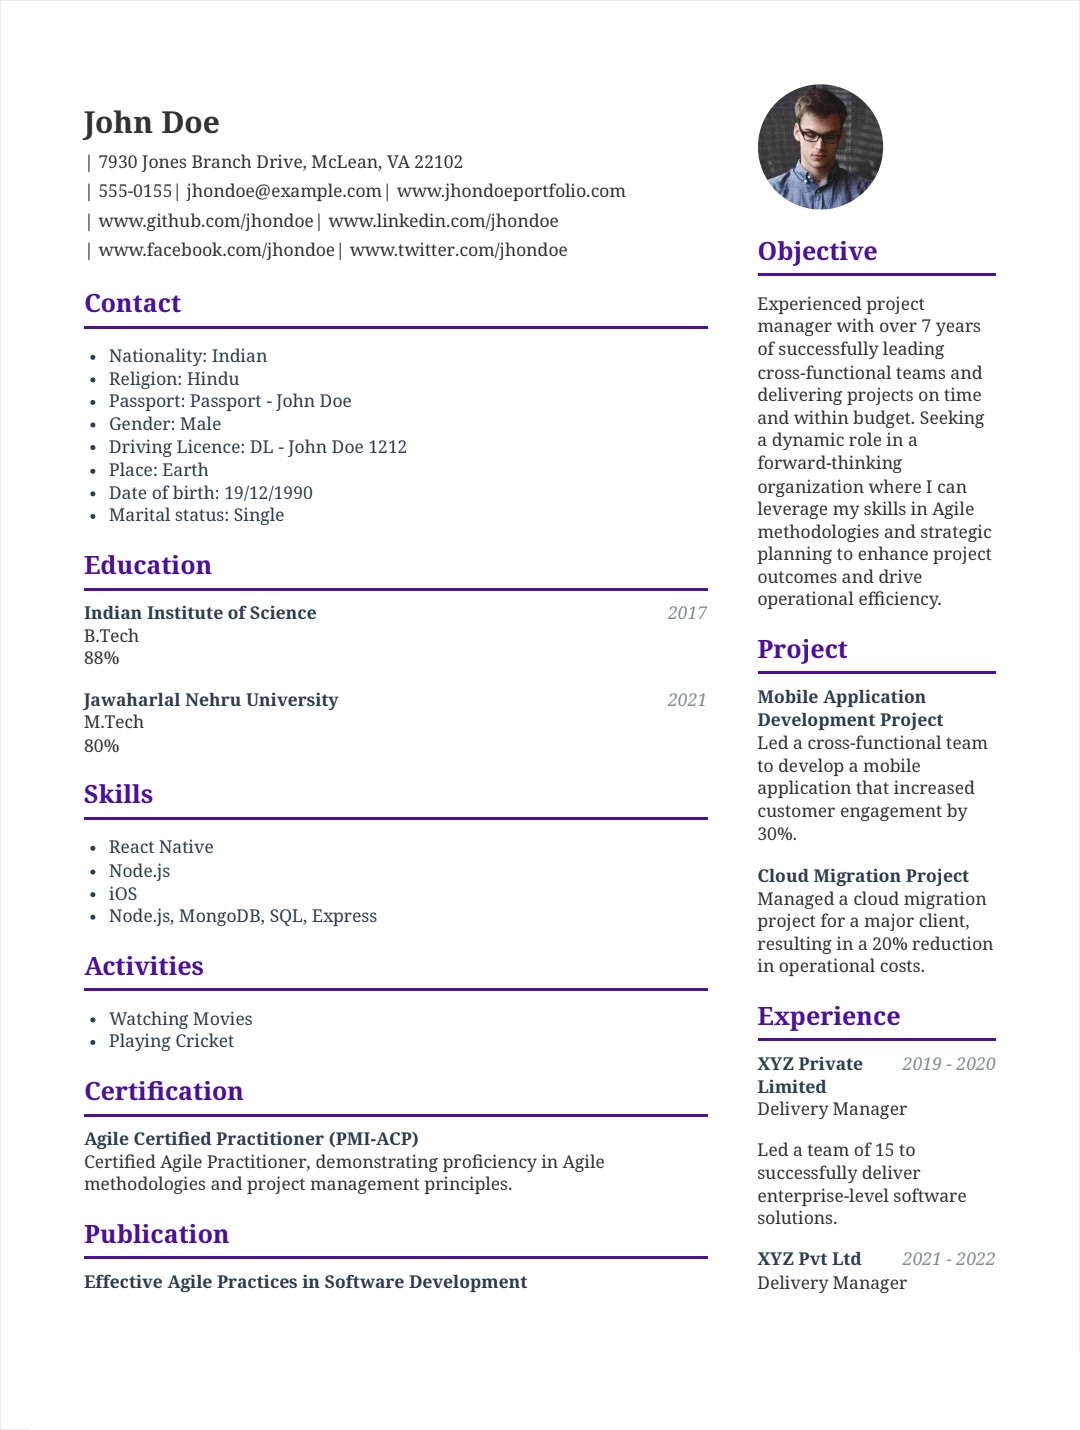 John Doe
| 7930 Jones Branch Drive, McLean, VA 22102
| 555-0155| jhondoe@example.com| www.jhondoeportfolio.com
| www.github.com/jhondoe| www.linkedin.com/jhondoe
| www.facebook.com/jhondoe| www.twitter.com/jhondoe
Contact
• Nationality: Indian
• Religion: Hindu
• Passport: Passport - John Doe
• Gender: Male
• Driving Licence: DL - John Doe 1212
• Place: Earth
• Date of birth: 19/12/1990
• Marital status: Single
Education
Indian Institute of Science 2017
B.Tech
88%
Jawaharlal Nehru University 2021
M.Tech
80%
Skills
• React Native
• Node.js
• iOS
• Node.js, MongoDB, SQL, Express
Activities
• Watching Movies
• Playing Cricket
Certification
Agile Certified Practitioner (PMI-ACP)
Certified Agile Practitioner, demonstrating proficiency in Agile
methodologies and project management principles.
Publication
Effective Agile Practices in Software Development
Objective
Experienced project
manager with over 7 years
of successfully leading
cross-functional teams and
delivering projects on time
and within budget. Seeking
a dynamic role in a
forward-thinking
organization where I can
leverage my skills in Agile
methodologies and strategic
planning to enhance project
outcomes and drive
operational efficiency.
Project
Mobile Application
Development Project
Led a cross-functional team
to develop a mobile
application that increased
customer engagement by
30%.
Cloud Migration Project
Managed a cloud migration
project for a major client,
resulting in a 20% reduction
in operational costs.
Experience
XYZ Private 2019 - 2020
Limited
Delivery Manager
Led a team of 15 to
successfully deliver
enterprise-level software
solutions.
XYZ Pvt Ltd 2021 - 2022
Delivery Manager